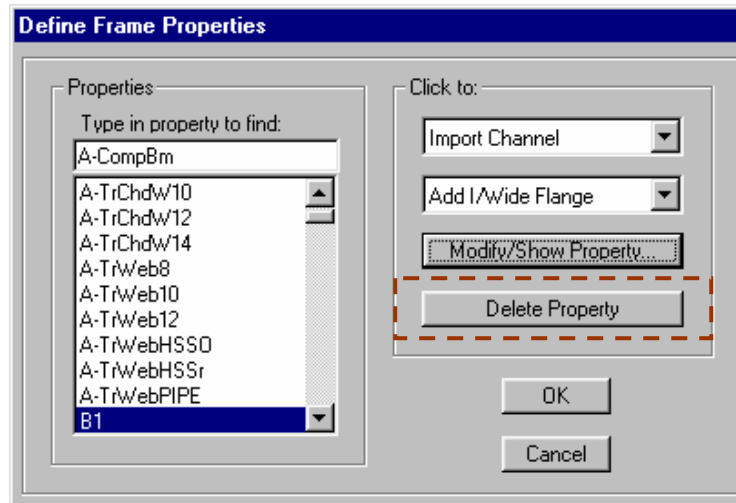 Define Frame Properties
Properties
Type in property to find:
A-CompBm
A-TrChdW10
A-TrChdW12
A-TrChdW14
A-TrWeb8
A-TrWeb10
A-TrWeb12
A-TrWebHSSO
A-TrWebHSSr
A-TrWebPIPE
B1
Click to:
Import Channel
Add I/Wide Flange
Modify/Show Property...
Delete Property
OK
Cancel